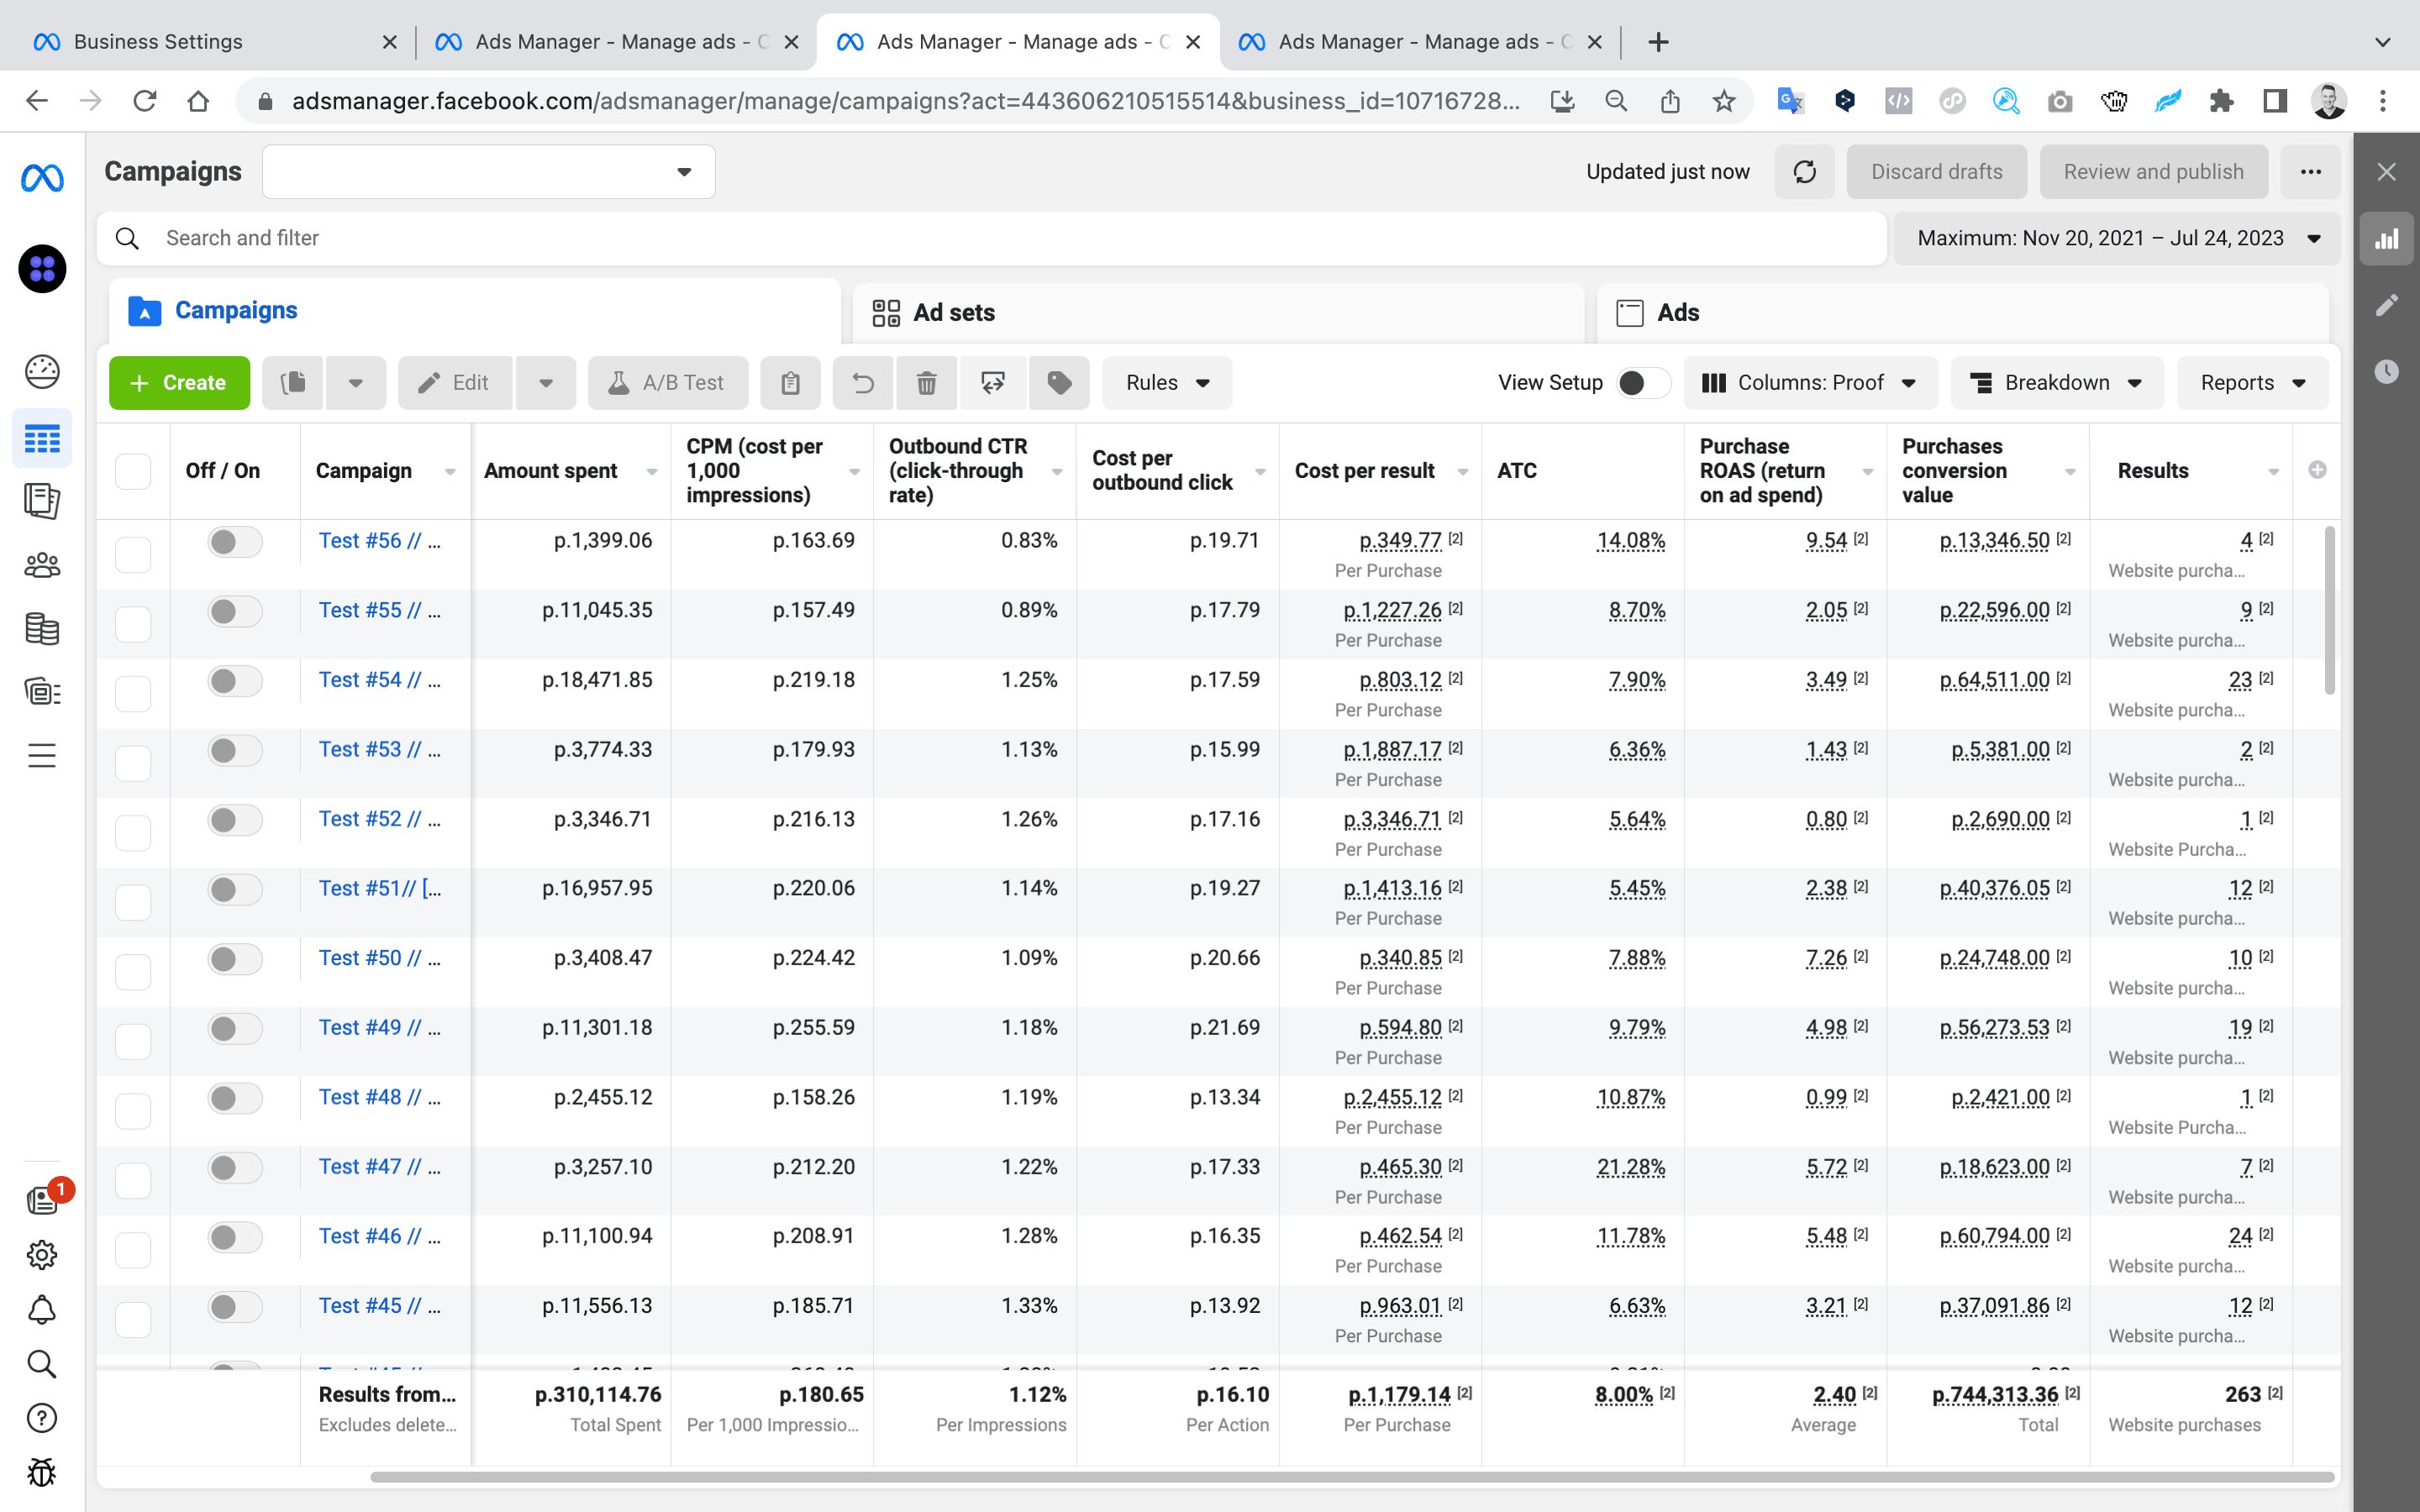 Business Settings
Ads Manager - Manage ads - C
Ads Manager - Manage ads - C
Ads Manager - Manage ads - C
adsmanager.facebook.com/adsmanager/manage/campaigns?act=443606210515514&business_id=10716728...
Campaigns
Updated just now
Discard drafts
Review and publish
Search and filter
Maximum: Nov 20, 2021 – Jul 24, 2023
Campaigns
Ad sets
Ads
Create
Edit
A/B Test
Rules
View Setup
Columns: Proof
Breakdown
Reports
Off / On
Campaign
Amount spent
CPM (cost per
1,000
impressions)
Outbound CTR
(click-through
rate)
Cost per
outbound click
Cost per result
ATC
Purchase
ROAS (return
on ad spend)
Purchases
conversion
value
Results
Test #56 // ... p.1,399.06 p.163.69 0.83% p.19.71 p.349.77 [2] 14.08% 9.54 [2] p.13,346.50 [2] 4 [2]
Per Purchase Website purcha...
Test #55 // ... p.11,045.35 p.157.49 0.89% p.17.79 p.1,227.26 [2] 8.70% 2.05 [2] p.22,596.00 [2] 9 [2]
Per Purchase Website purcha...
Test #54 // ... p.18,471.85 p.219.18 1.25% p.17.59 p.803.12 [2] 7.90% 3.49 [2] p.64,511.00 [2] 23 [2]
Per Purchase Website purcha...
Test #53 // ... p.3,774.33 p.179.93 1.13% p.15.99 p.1,887.17 [2] 6.36% 1.43 [2] p.5,381.00 [2] 2 [2]
Per Purchase Website purcha...
Test #52 // ... p.3,346.71 p.216.13 1.26% p.17.16 p.3,346.71 [2] 5.64% 0.80 [2] p.2,690.00 [2] 1 [2]
Per Purchase Website Purcha...
Test #51// [... p.16,957.95 p.220.06 1.14% p.19.27 p.1,413.16 [2] 5.45% 2.38 [2] p.40,376.05 [2] 12 [2]
Per Purchase Website purcha...
Test #50 // ... p.3,408.47 p.224.42 1.09% p.20.66 p.340.85 [2] 7.88% 7.26 [2] p.24,748.00 [2] 10 [2]
Per Purchase Website purcha...
Test #49 // ... p.11,301.18 p.255.59 1.18% p.21.69 p.594.80 [2] 9.79% 4.98 [2] p.56,273.53 [2] 19 [2]
Per Purchase Website purcha...
Test #48 // ... p.2,455.12 p.158.26 1.19% p.13.34 p.2,455.12 [2] 10.87% 0.99 [2] p.2,421.00 [2] 1 [2]
Per Purchase Website Purcha...
Test #47 // ... p.3,257.10 p.212.20 1.22% p.17.33 p.465.30 [2] 21.28% 5.72 [2] p.18,623.00 [2] 7 [2]
Per Purchase Website purcha...
1
Test #46 // ... p.11,100.94 p.208.91 1.28% p.16.35 p.462.54 [2] 11.78% 5.48 [2] p.60,794.00 [2] 24 [2]
Per Purchase Website purcha...
Test #45 // ... p.11,556.13 p.185.71 1.33% p.13.92 p.963.01 [2] 6.63% 3.21 [2] p.37,091.86 [2] 12 [2]
Per Purchase Website purcha...
Results from... p.310,114.76 p.180.65 1.12% p.16.10 p.1,179.14 [2] 8.00% [2] 2.40 [2] p.744,313.36 [2] 263 [2]
Excludes delete... Total Spent Per 1,000 Impressio... Per Impressions Per Action Per Purchase Average Total Website purchases